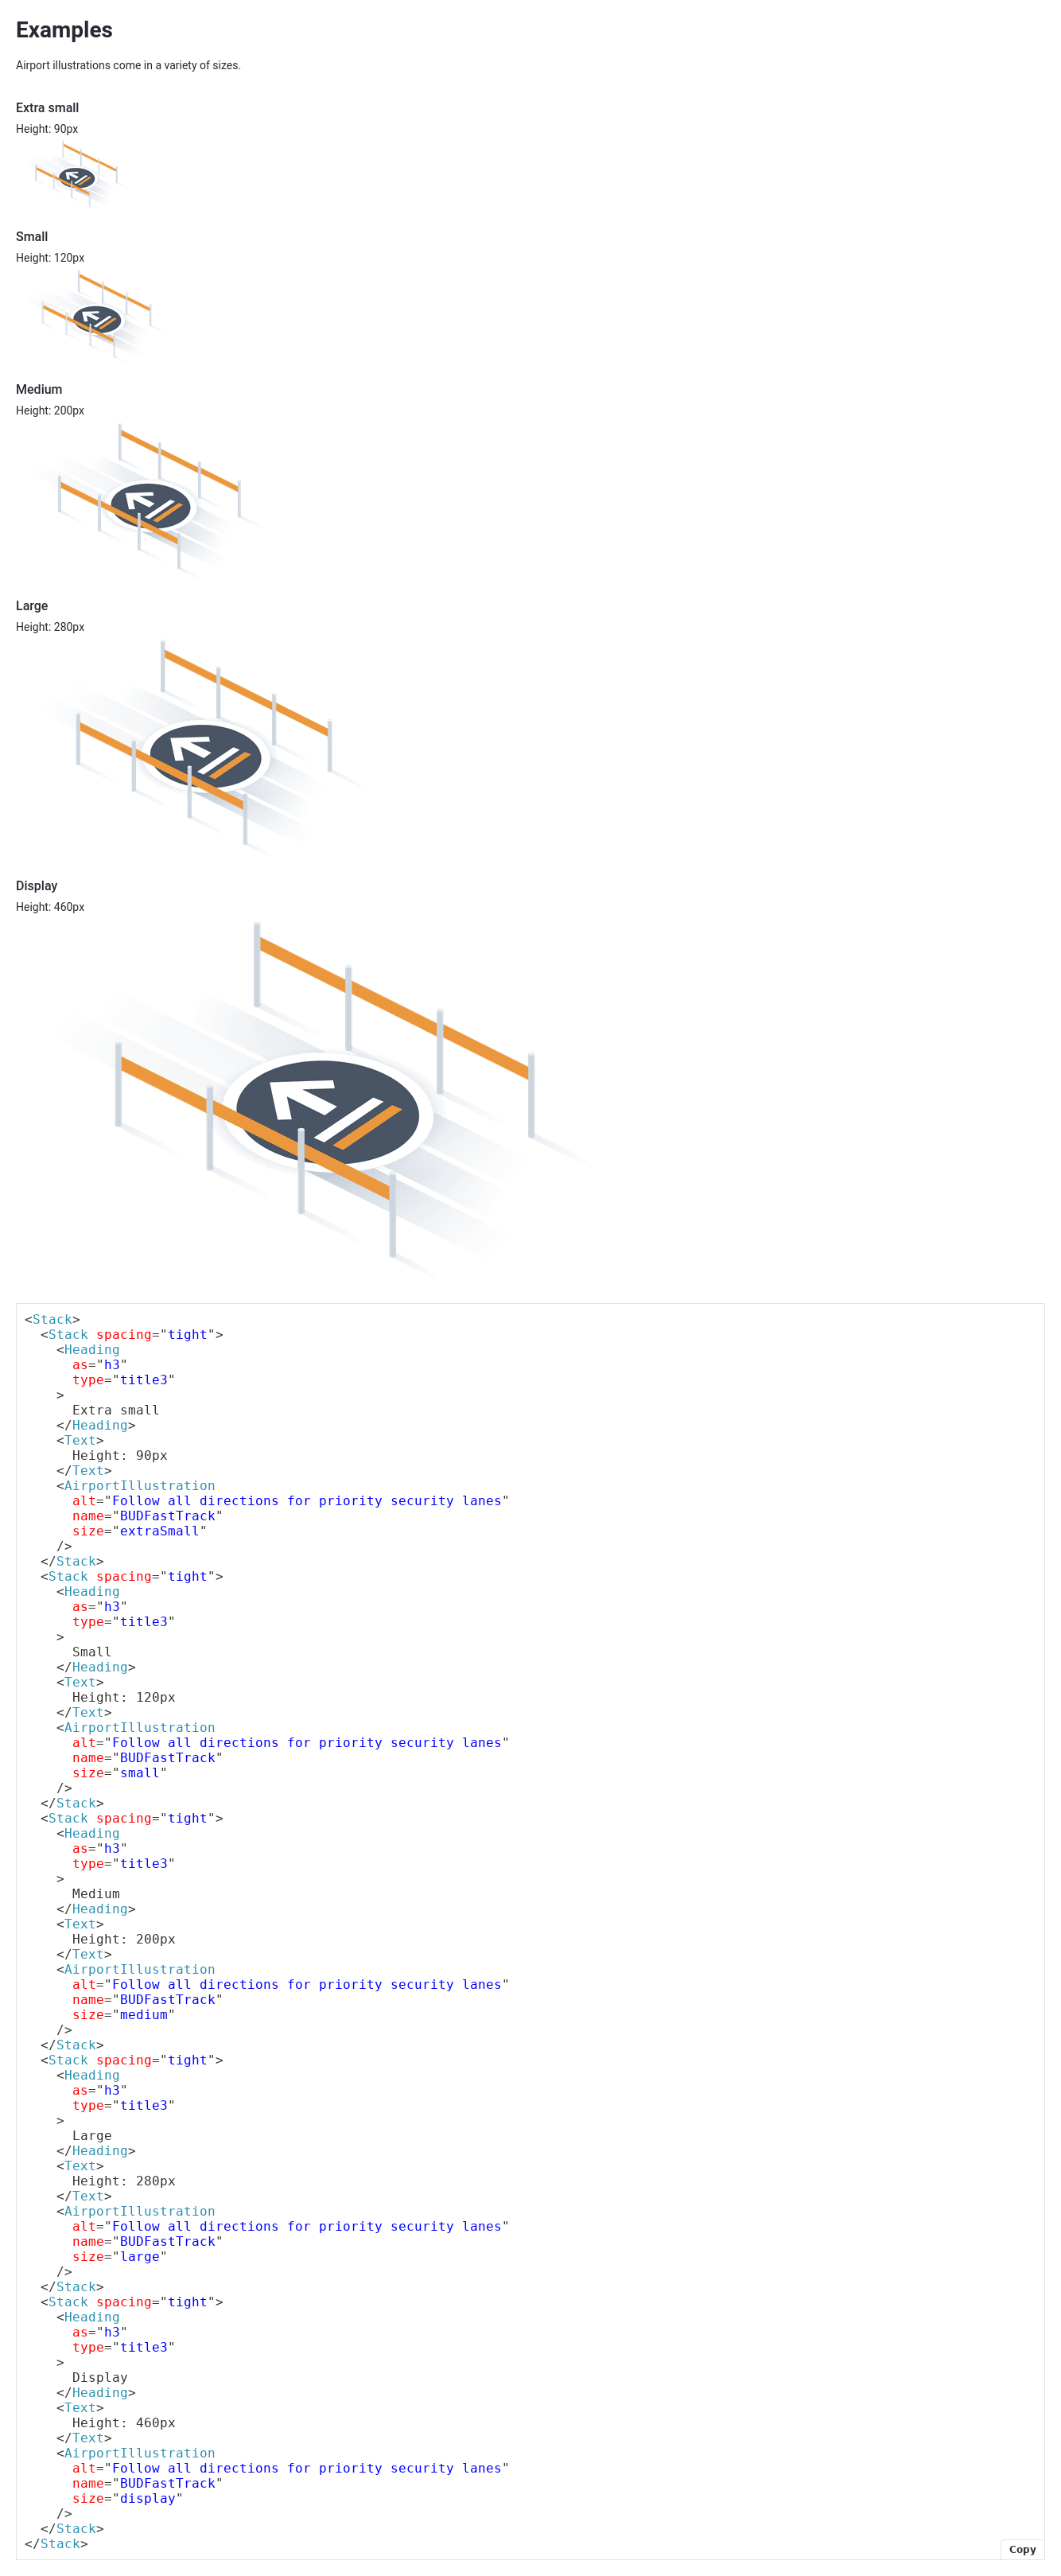 Examples
Airport illustrations come in a variety of sizes.
Extra small
Height: 90px
Small
Height: 120px
Medium
Height: 200px
Large
Height: 280px
Display
Height: 460px
<Stack>
  <Stack spacing="tight">
    <Heading
      as="h3"
      type="title3"
    >
      Extra small
    </Heading>
    <Text>
      Height: 90px
    </Text>
    <AirportIllustration
      alt="Follow all directions for priority security lanes"
      name="BUDFastTrack"
      size="extraSmall"
    />
  </Stack>
  <Stack spacing="tight">
    <Heading
      as="h3"
      type="title3"
    >
      Small
    </Heading>
    <Text>
      Height: 120px
    </Text>
    <AirportIllustration
      alt="Follow all directions for priority security lanes"
      name="BUDFastTrack"
      size="small"
    />
  </Stack>
  <Stack spacing="tight">
    <Heading
      as="h3"
      type="title3"
    >
      Medium
    </Heading>
    <Text>
      Height: 200px
    </Text>
    <AirportIllustration
      alt="Follow all directions for priority security lanes"
      name="BUDFastTrack"
      size="medium"
    />
  </Stack>
  <Stack spacing="tight">
    <Heading
      as="h3"
      type="title3"
    >
      Large
    </Heading>
    <Text>
      Height: 280px
    </Text>
    <AirportIllustration
      alt="Follow all directions for priority security lanes"
      name="BUDFastTrack"
      size="large"
    />
  </Stack>
  <Stack spacing="tight">
    <Heading
      as="h3"
      type="title3"
    >
      Display
    </Heading>
    <Text>
      Height: 460px
    </Text>
    <AirportIllustration
      alt="Follow all directions for priority security lanes"
      name="BUDFastTrack"
      size="display"
    />
  </Stack>
</Stack>
Copy